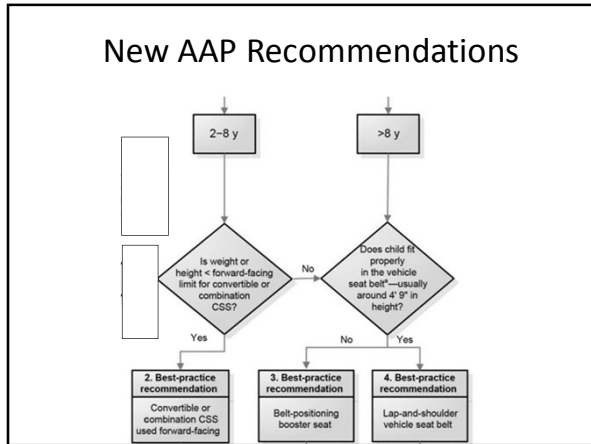 New AAP Recommendations
2–8 y
>8 y
Is weight or
height < forward-facing
limit for convertible or
combination
CSS?
No
Does child fit
properly
in the vehicle
seat beltª—usually
around 4' 9" in
height?
Yes
No
Yes
2. Best-practice
recommendation
Convertible or
combination CSS
used forward-facing
3. Best-practice
recommendation
Belt-positioning
booster seat
4. Best-practice
recommendation
Lap-and-shoulder
vehicle seat belt